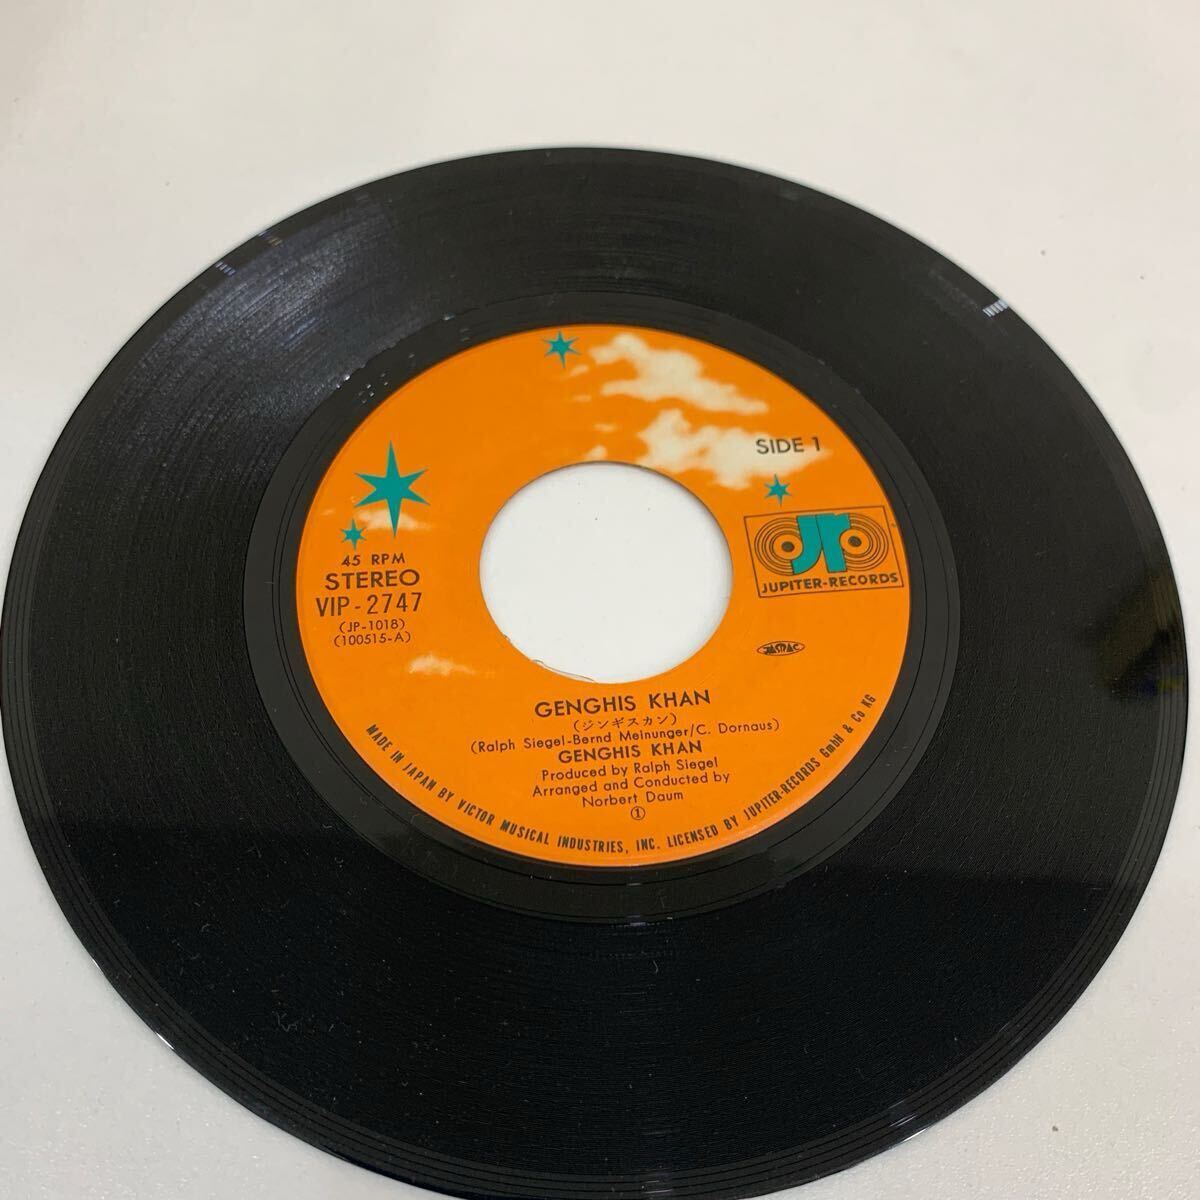 SIDE 1
JR
JUPITER-RECORDS
45 RPM
STEREO
VIP-2747
(JP-1018)
(100515-A)
JASRAC
GENGHIS KHAN
(ジンギスカン)
(Ralph Siegel-Bernd Meinunger/C. Dornaus)
GENGHIS KHAN
Produced by Ralph Siegel
Arranged and Conducted by
Norbert Daum
①
MADE IN JAPAN BY VICTOR MUSICAL INDUSTRIES, INC. LICENSED BY JUPITER-RECORDS GmbH & Co KG